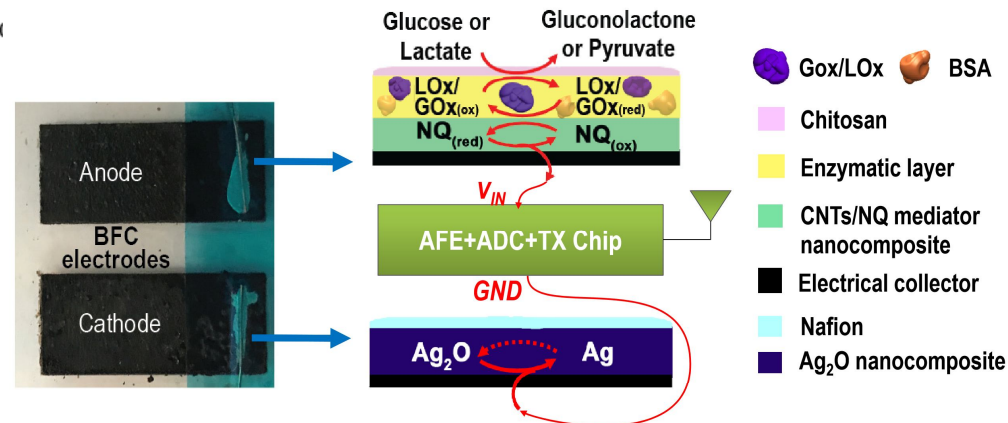 Glucose or
Lactate
Gluconolactone
or Pyruvate
LOx/
GOx(ox)
LOx/
GOx(red)
NQ(red)
NQ(ox)
Anode
BFC
electrodes
Cathode
VIN
AFE+ADC+TX Chip
GND
Ag2O
Ag
Gox/LOx
BSA
Chitosan
Enzymatic layer
CNTs/NQ mediator
nanocomposite
Electrical collector
Nafion
Ag2O nanocomposite